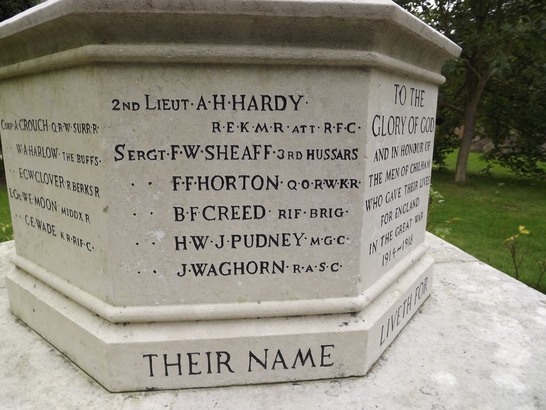 CORP A·CROUCH Q·R·W·SURR·R·
W·A·HARLOW THE BUFFS·
F·C·W·CLOVER·R·BERKS R
W·E·MOON MIDDX R
C·E·WADE K·R·RIF·C·
2ND LIEUT·A·H·HARDY·
R·E·K·M·R· ATT·R·F·C·
SERGT·F·W·SHEAFF·3RD HUSSARS
·· F·F·HORTON·Q·O·R·W·K·R·
·· B·F·CREED RIF·BRIG·
·· H·W·J·PUDNEY·M·G·C·
·· J·WAGHORN·R·A·S·C·
TO THE
GLORY OF GOD
AND IN HONOUR OF
THE MEN OF CHILHAM
WHO GAVE THEIR LIVES
FOR ENGLAND
IN THE GREAT WAR
1914–1918
THEIR NAME
LIVETH FOR